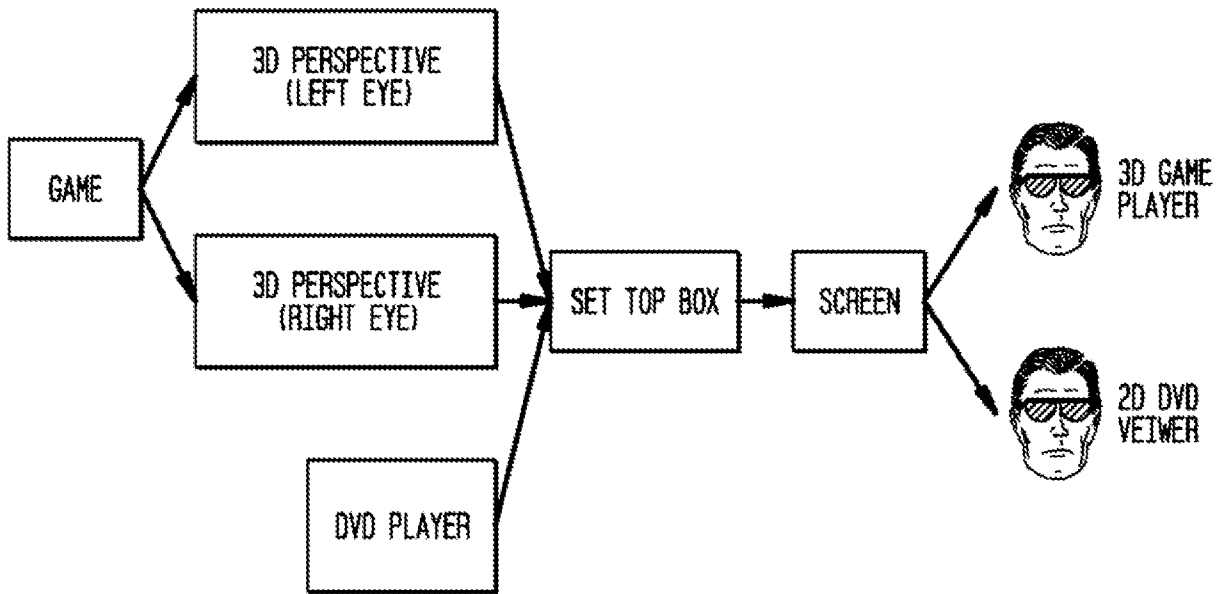 3D PERSPECTIVE
(LEFT EYE)
GAME
3D PERSPECTIVE
(RIGHT EYE)
SET TOP BOX
SCREEN
3D GAME
PLAYER
2D DVD
VEIWER
DVD PLAYER